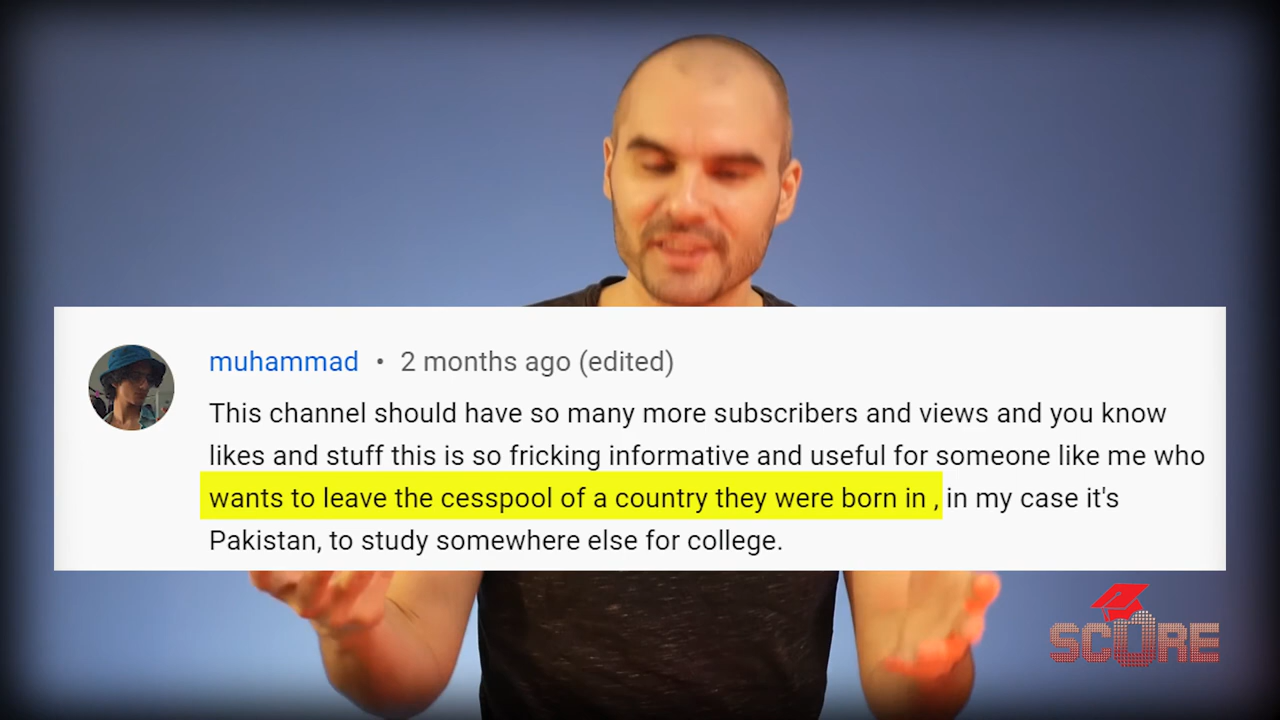 muhammad • 2 months ago (edited)
This channel should have so many more subscribers and views and you know
likes and stuff this is so fricking informative and useful for someone like me who
wants to leave the cesspool of a country they were born in , in my case it's
Pakistan, to study somewhere else for college.
SCORE